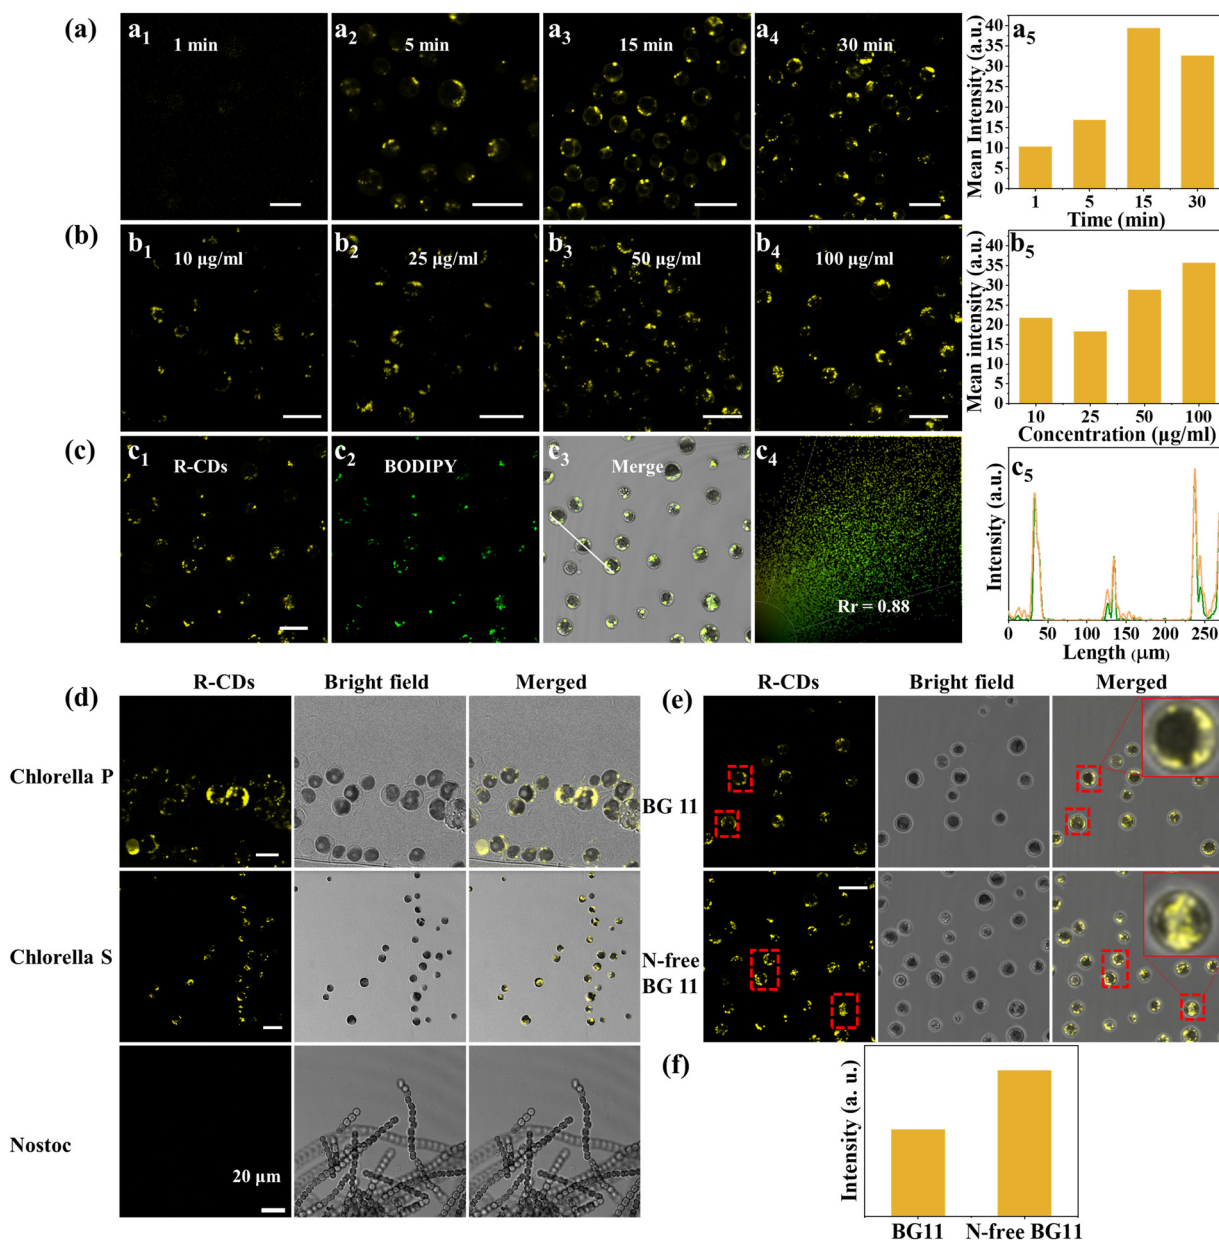 (a)
a1
1 min
a2
5 min
a3
15 min
a4
30 min
a5
Mean Intensity (a.u.)
40
35
30
25
20
15
10
5
0
1 5 15 30
Time (min)
(b)
b1
10 μg/ml
b2
25 μg/ml
b3
50 μg/ml
b4
100 μg/ml
b5
Mean intensity (a.u.)
40
35
30
25
20
15
10
5
0
10 25 50 100
Concentration (μg/ml)
(c)
c1
R-CDs
c2
BODIPY
c3
Merge
c4
Rr = 0.88
c5
Intensity (a.u.)
0 50 100 150 200 250
Length (μm)
(d)
R-CDs Bright field Merged
Chlorella P
Chlorella S
Nostoc
20 μm
(e)
R-CDs Bright field Merged
BG 11
N-free
BG 11
(f)
Intensity (a. u.)
BG11 N-free BG11